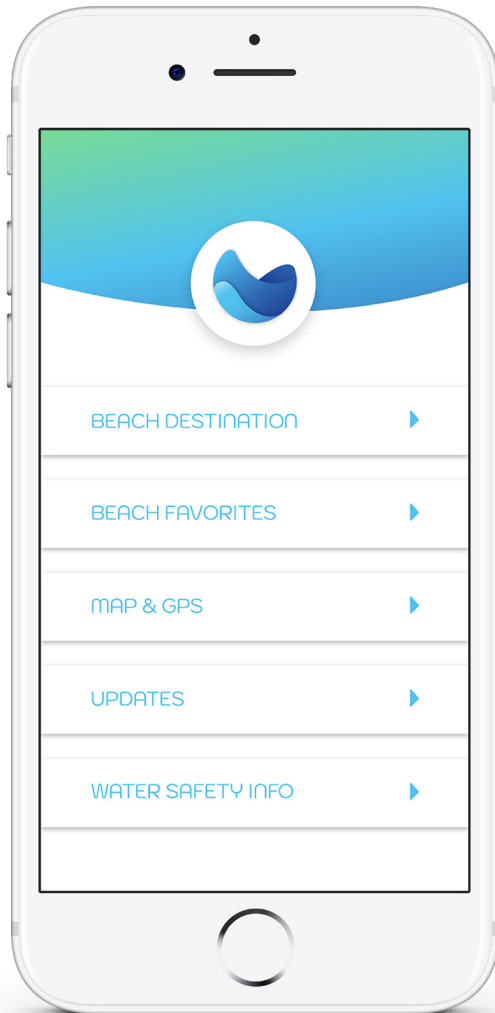 BEACH DESTINATION
BEACH FAVORITES
MAP & GPS
UPDATES
WATER SAFETY INFO